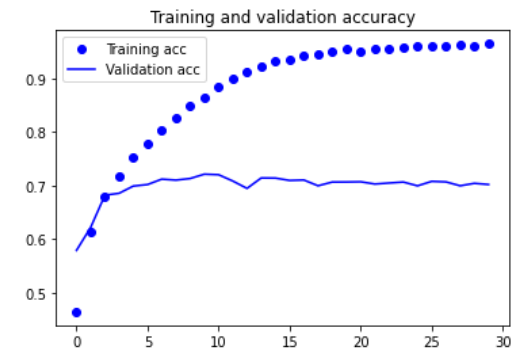 Training and validation accuracy
Training acc
Validation acc
0.9
0.8
0.7
0.6
0.5
0 5 10 15 20 25 30